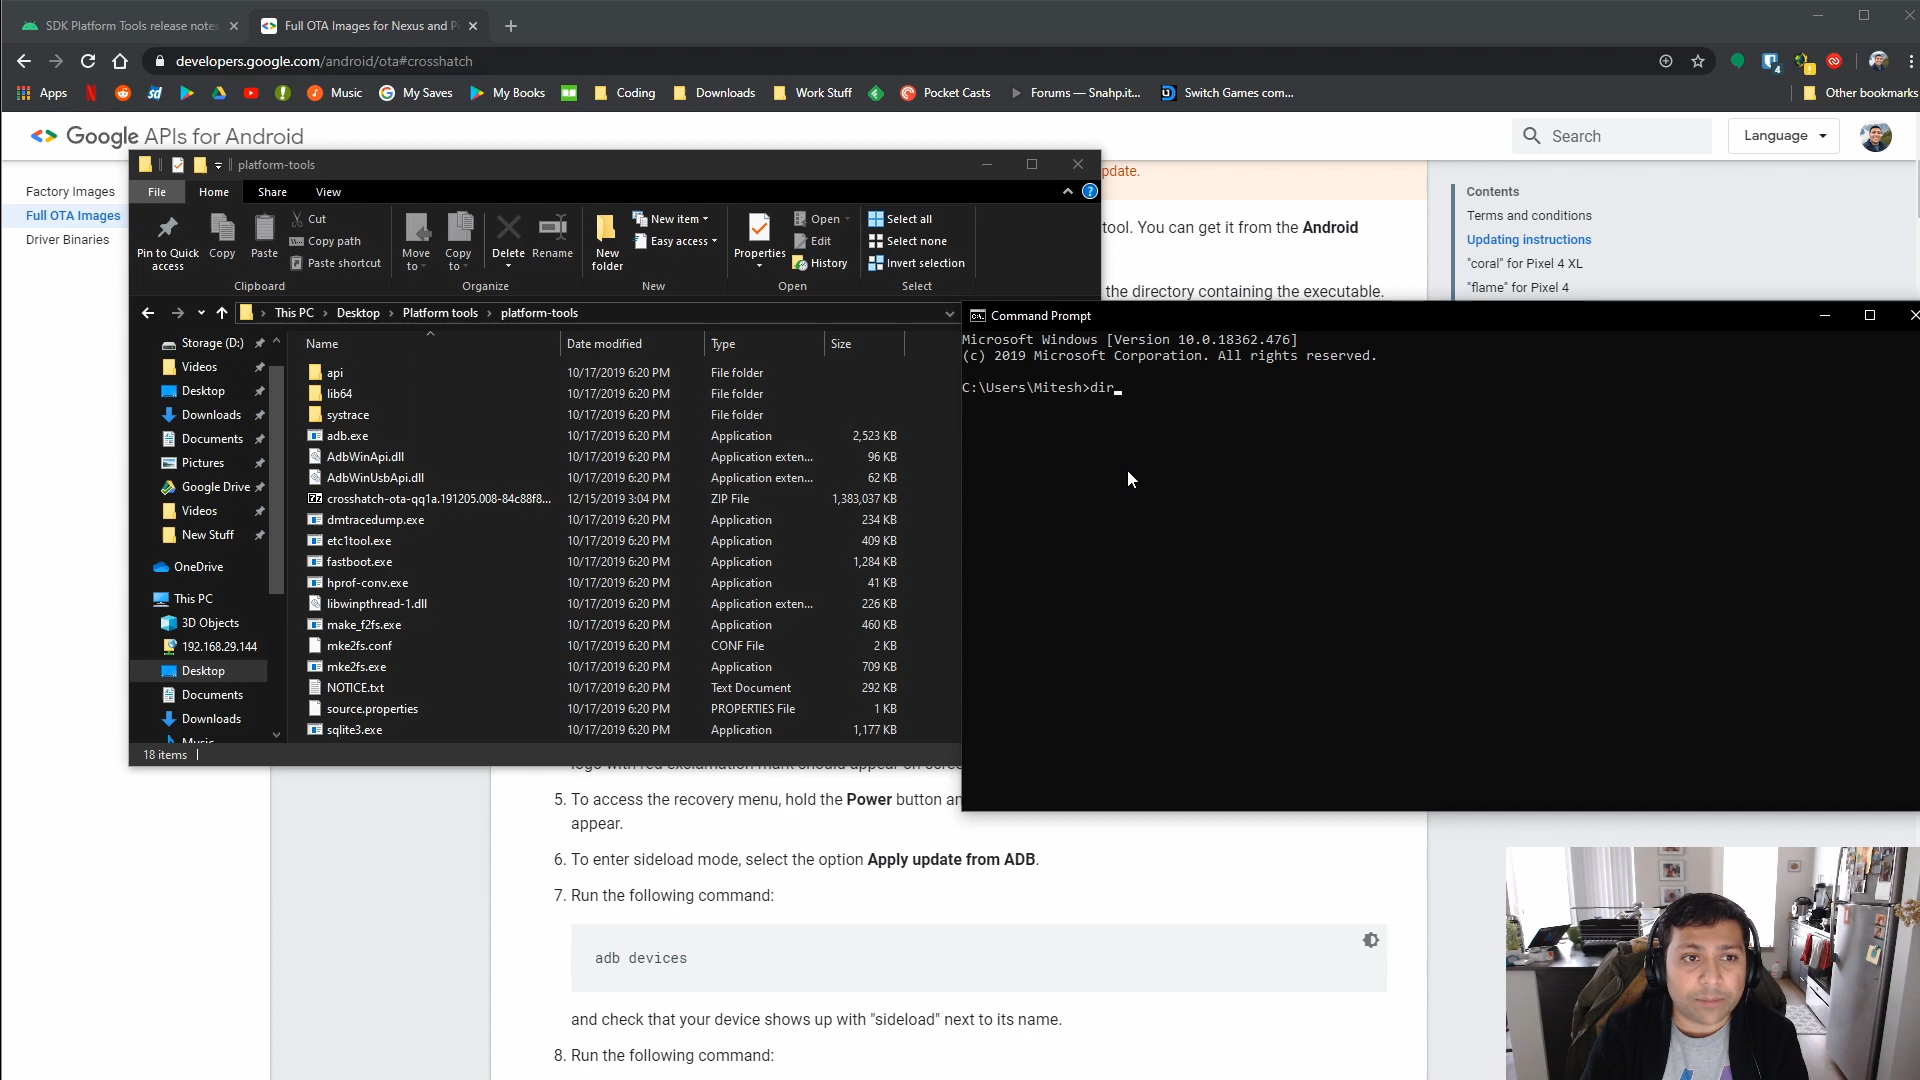 SDK Platform Tools release notes
Full OTA Images for Nexus and Pi
developers.google.com/android/ota#crosshatch
4
Apps
Music
My Saves
My Books
Coding
Downloads
Work Stuff
Pocket Casts
Forums — Snahp.it...
Switch Games com...
Other bookmarks
Google APIs for Android
Search
Language
Factory Images
Full OTA Images
Driver Binaries
platform-tools
File
Home
Share
View
Pin to Quick access
Copy
Paste
Cut
Copy path
Paste shortcut
Clipboard
Move to
Copy to
Delete
Rename
Organize
New folder
New item
Easy access
New
Properties
Open
Edit
History
Open
Select all
Select none
Invert selection
Select
This PC > Desktop > Platform tools > platform-tools
Storage (D:)
Videos
Desktop
Downloads
Documents
Pictures
Google Drive
Videos
New Stuff
OneDrive
This PC
3D Objects
192.168.29.144
Desktop
Documents
Downloads
Music
Name Date modified Type Size
api 10/17/2019 6:20 PM File folder
lib64 10/17/2019 6:20 PM File folder
systrace 10/17/2019 6:20 PM File folder
adb.exe 10/17/2019 6:20 PM Application 2,523 KB
AdbWinApi.dll 10/17/2019 6:20 PM Application exten... 96 KB
AdbWinUsbApi.dll 10/17/2019 6:20 PM Application exten... 62 KB
crosshatch-ota-qq1a.191205.008-84c88f8... 12/15/2019 3:04 PM ZIP File 1,383,037 KB
dmtracedump.exe 10/17/2019 6:20 PM Application 234 KB
etc1tool.exe 10/17/2019 6:20 PM Application 409 KB
fastboot.exe 10/17/2019 6:20 PM Application 1,284 KB
hprof-conv.exe 10/17/2019 6:20 PM Application 41 KB
libwinpthread-1.dll 10/17/2019 6:20 PM Application exten... 226 KB
make_f2fs.exe 10/17/2019 6:20 PM Application 460 KB
mke2fs.conf 10/17/2019 6:20 PM CONF File 2 KB
mke2fs.exe 10/17/2019 6:20 PM Application 709 KB
NOTICE.txt 10/17/2019 6:20 PM Text Document 292 KB
source.properties 10/17/2019 6:20 PM PROPERTIES File 1 KB
sqlite3.exe 10/17/2019 6:20 PM Application 1,177 KB
18 items
pdate.
tool. You can get it from the Android
the directory containing the executable.
Contents
Terms and conditions
Updating instructions
"coral" for Pixel 4 XL
"flame" for Pixel 4
Command Prompt
Microsoft Windows [Version 10.0.18362.476]
(c) 2019 Microsoft Corporation. All rights reserved.
C:\Users\Mitesh>dir
5. To access the recovery menu, hold the Power button an
appear.
6. To enter sideload mode, select the option Apply update from ADB.
7. Run the following command:
adb devices
and check that your device shows up with "sideload" next to its name.
8. Run the following command: